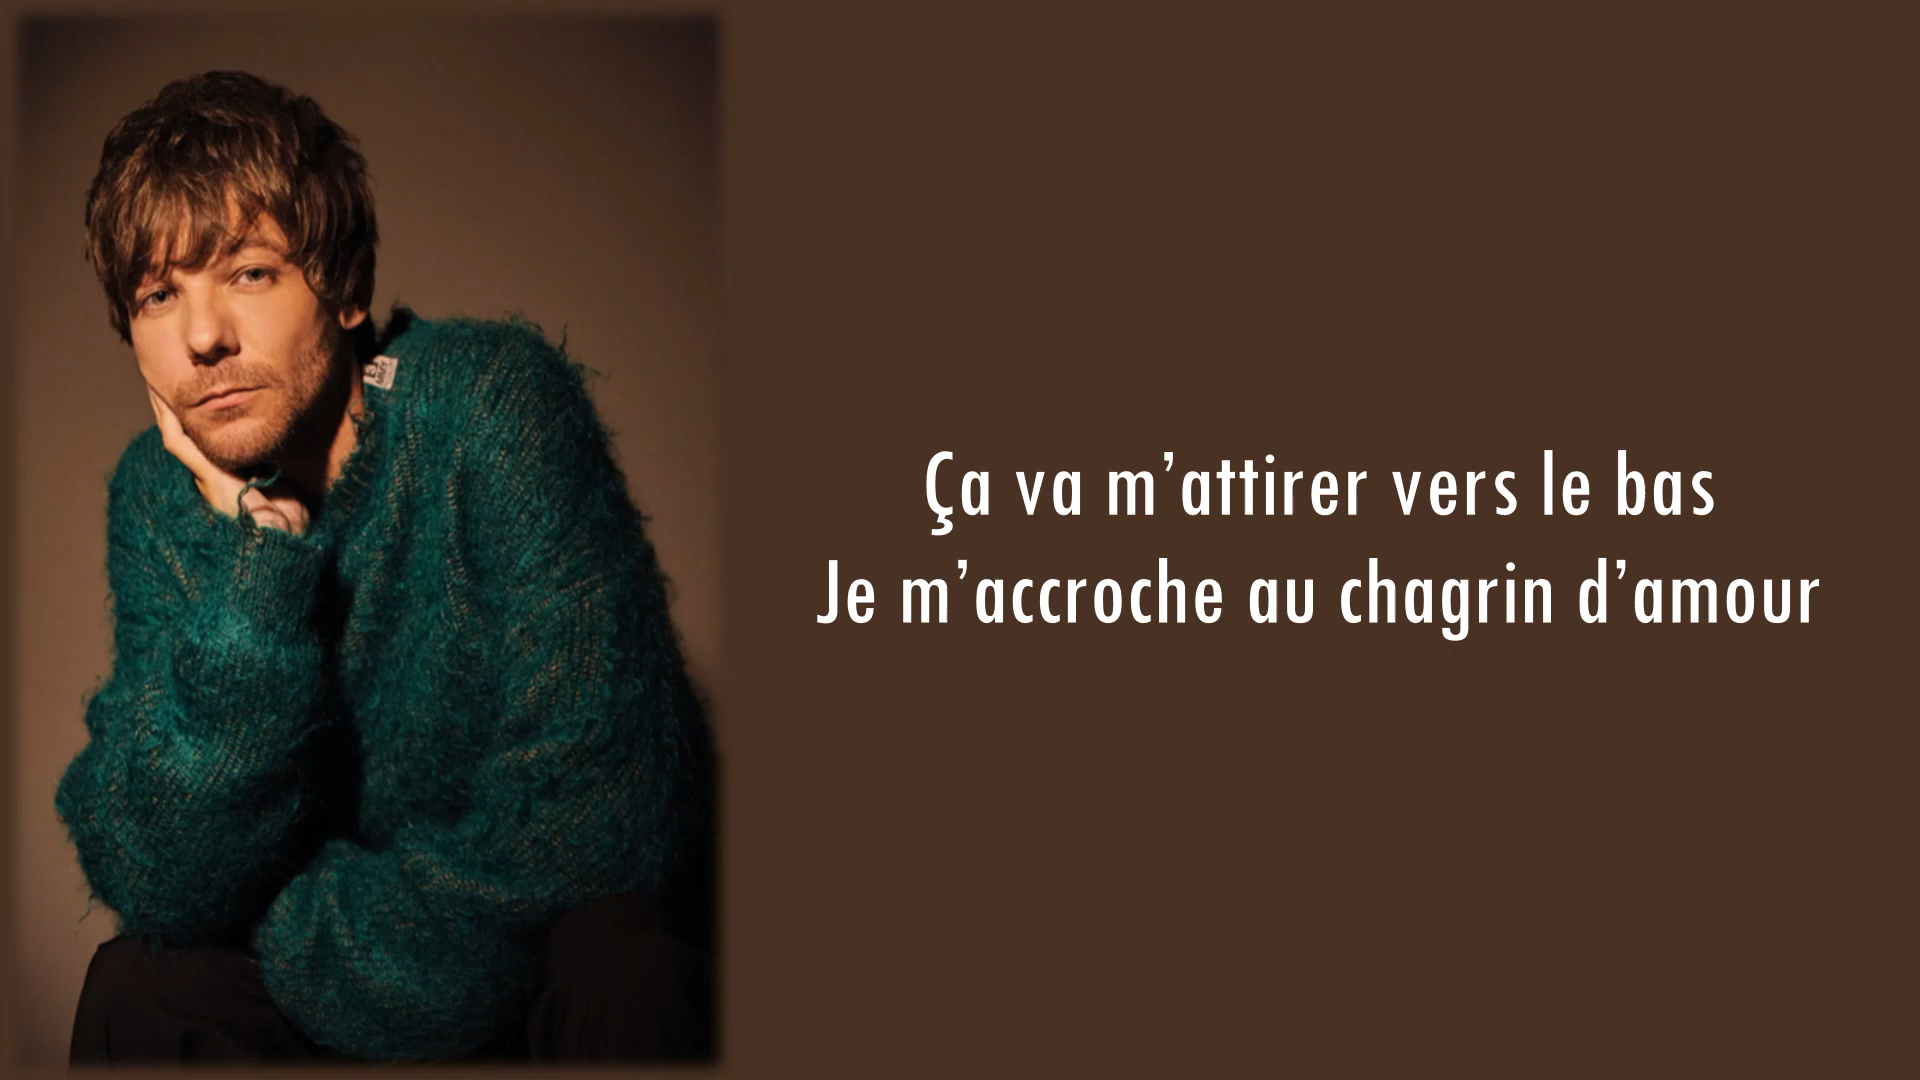 Ça va m’attirer vers le bas
Je m’accroche au chagrin d’amour